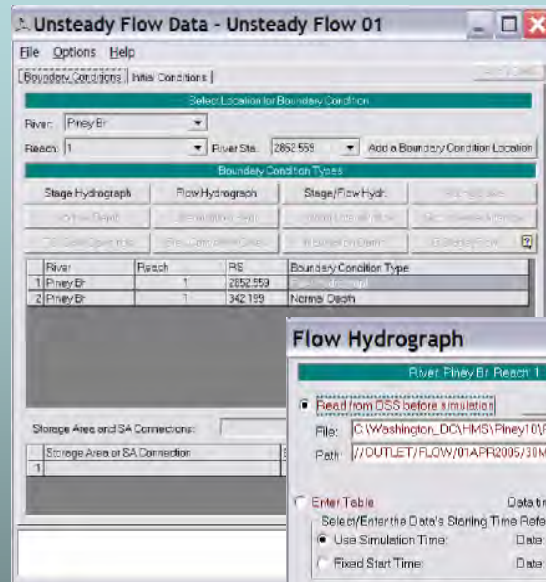 Unsteady Flow Data - Unsteady Flow 01
File Options Help
Boundary Conditions Initial Conditions
Select Location for Boundary Condition
River: Piney Br
Reach: 1 River Sta.: 2852.559 Add a Boundary Condition Location
Boundary Condition Types
Stage Hydrograph Flow Hydrograph Stage/Flow Hydr.
River Reach RS Boundary Condition Type
1 Piney Br 1 2852.559 Flow Hydrograph
2 Piney Br 1 342.199 Normal Depth
Storage Area and SA Connections:
Storage Area or SA Connection
1
Flow Hydrograph
River: Piney Br Reach: 1
Read from DSS before simulation
File: C:\Washington_DC\HMS\Piney10\
Path: //OUTLET/FLOW/01APR2005/30M
Enter Table Data
Select/Enter the Data's Starting Time Refe
Use Simulation Time: Date:
Fixed Start Time: Date: